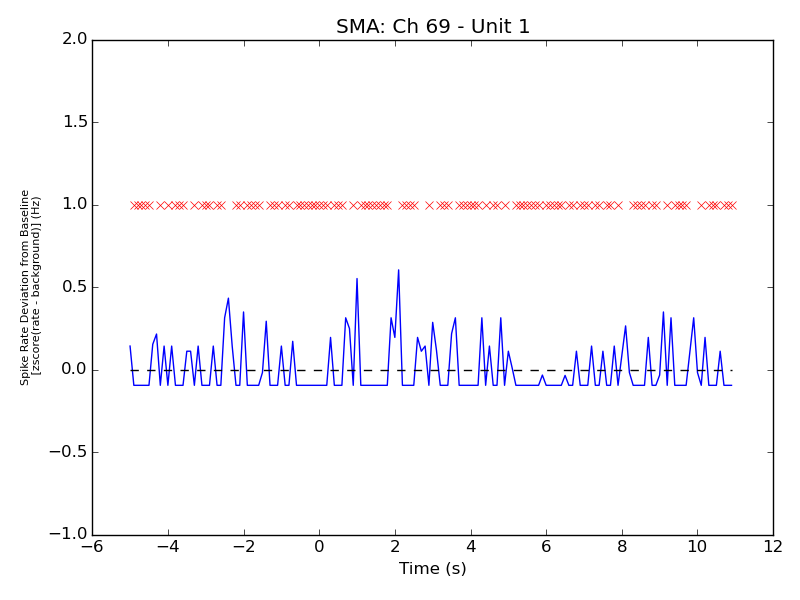 SMA: Ch 69 - Unit 1
2.0
1.5
1.0
0.5
0.0
−0.5
−1.0
Spike Rate Deviation from Baseline
[zscore(rate - background)] (Hz)
−6 −4 −2 0 2 4 6 8 10 12
Time (s)